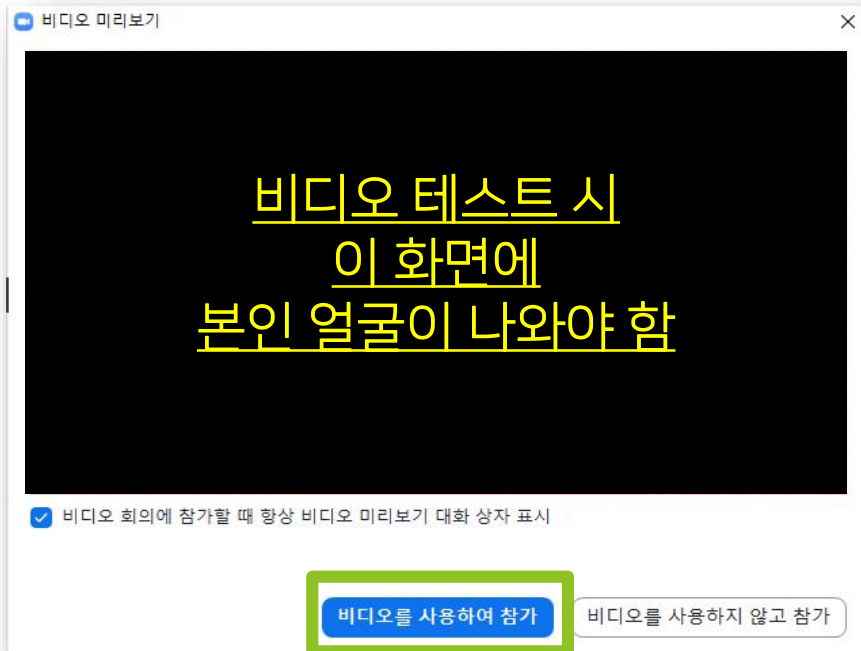 비디오 미리보기
비디오 테스트 시
이 화면에
본인 얼굴이 나와야 함
비디오 회의에 참가할 때 항상 비디오 미리보기 대화 상자 표시
비디오를 사용하여 참가
비디오를 사용하지 않고 참가